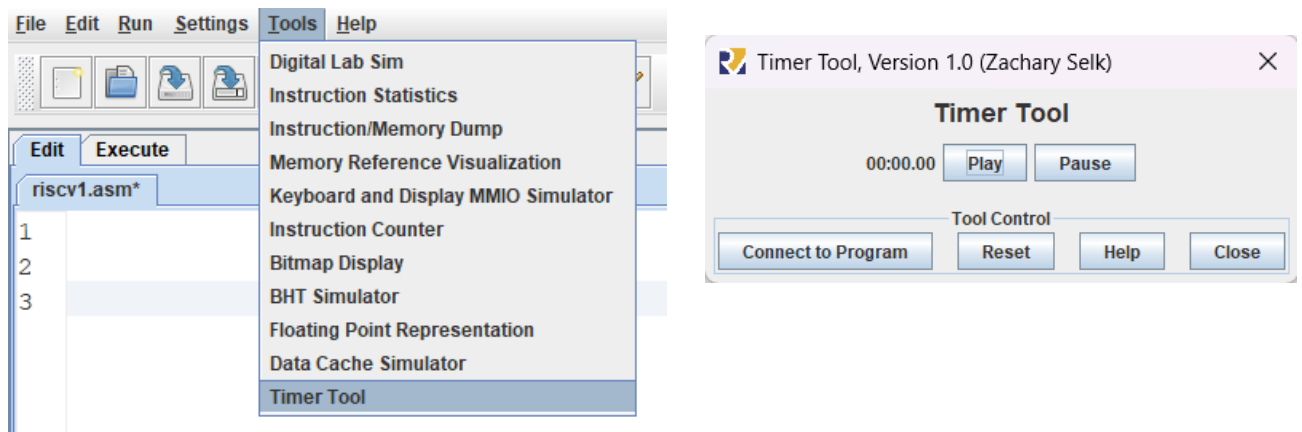 File Edit Run Settings Tools Help
Digital Lab Sim
Instruction Statistics
Instruction/Memory Dump
Memory Reference Visualization
Keyboard and Display MMIO Simulator
Instruction Counter
Bitmap Display
BHT Simulator
Floating Point Representation
Data Cache Simulator
Timer Tool
Edit Execute
riscv1.asm*
1
2
3
Timer Tool, Version 1.0 (Zachary Selk)
Timer Tool
00:00.00 Play Pause
Tool Control
Connect to Program Reset Help Close